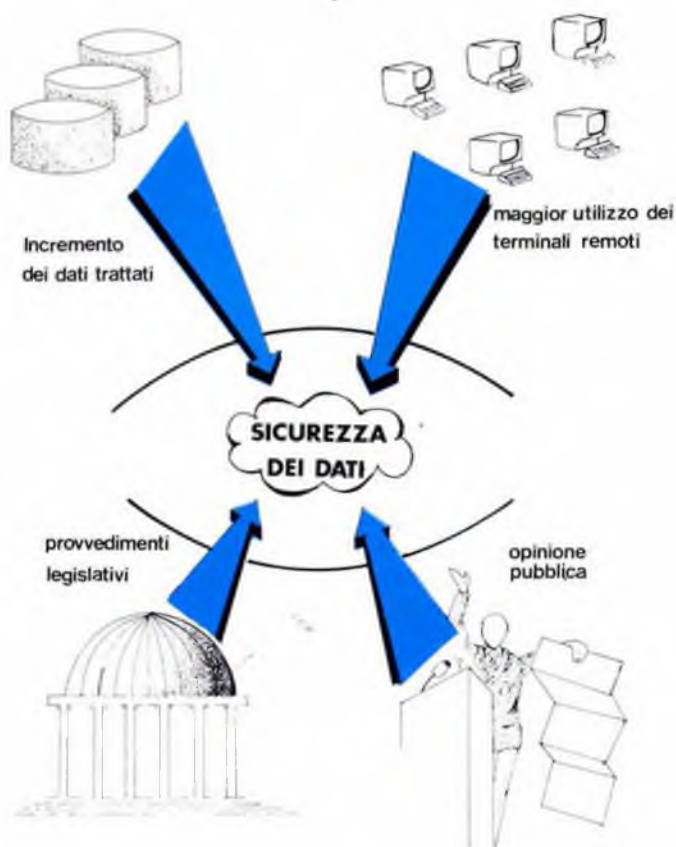 Incremento
dei dati trattati
maggior utilizzo dei
terminali remoti
SICUREZZA
DEI DATI
provvedimenti
legislativi
opinione
pubblica